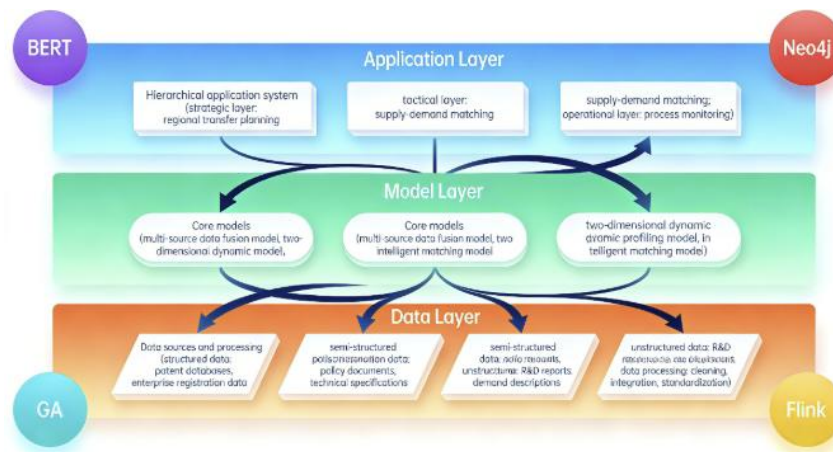 BERT
Neo4j
Application Layer
Hierarchical application system
(strategic layer:
regional transfer planning
tactical layer:
supply-demand matching
supply-demand matching;
operational layer: process monitoring)
Model Layer
Core models
(multi-source data fusion model, two-
dimensional dynamic model,
Core models
(multi-source data fusion model, two
intelligent matching model
two-dimensional dynamic
profiling model, in
telligent matching model)
Data Layer
Data sources and processing
(structured data:
patent databases,
enterprise registration data
semi-structured
data;
policy documents,
technical specifications
semi-structured
data:
R&D reports,
demand descriptions
unstructured data: R&D
data processing: cleaning,
integration, standardization)
GA
Flink